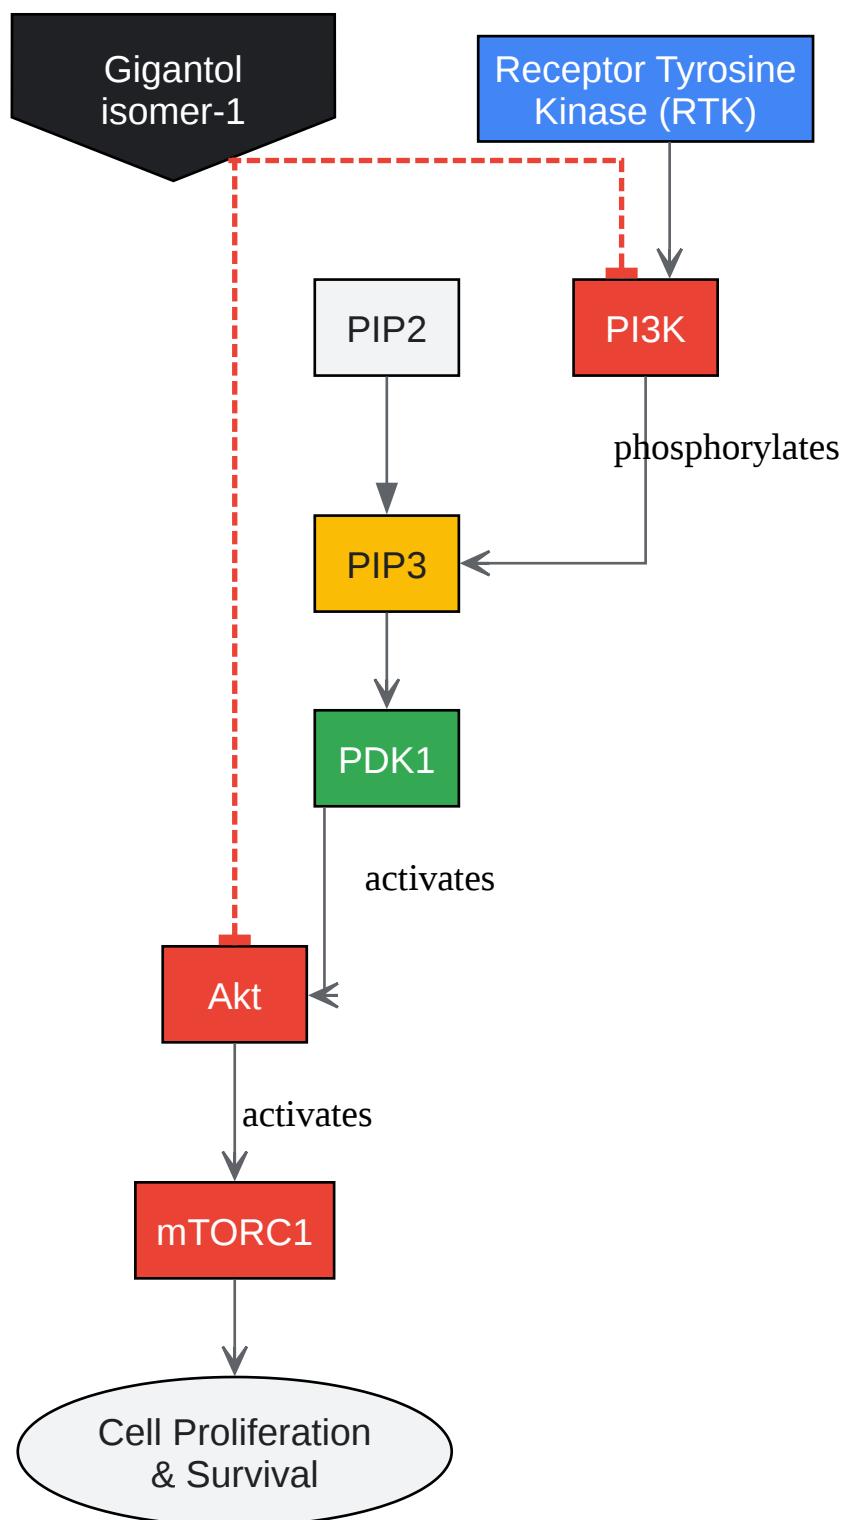 Gigantol
isomer-1
Receptor Tyrosine
Kinase (RTK)
PIP2
PI3K
phosphorylates
PIP3
PDK1
activates
Akt
activates
mTORC1
Cell Proliferation
& Survival